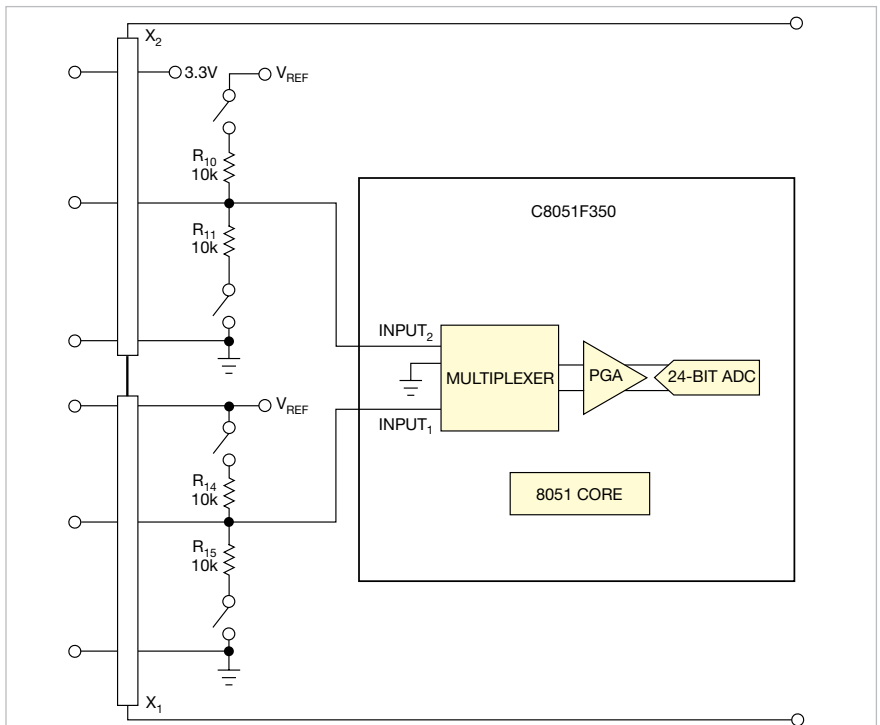 X2
3.3V
VREF
R10
10k
R11
10k
C8051F350
INPUT2
MULTIPLEXER
PGA
24-BIT ADC
VREF
INPUT1
R14
10k
8051 CORE
R15
10k
X1